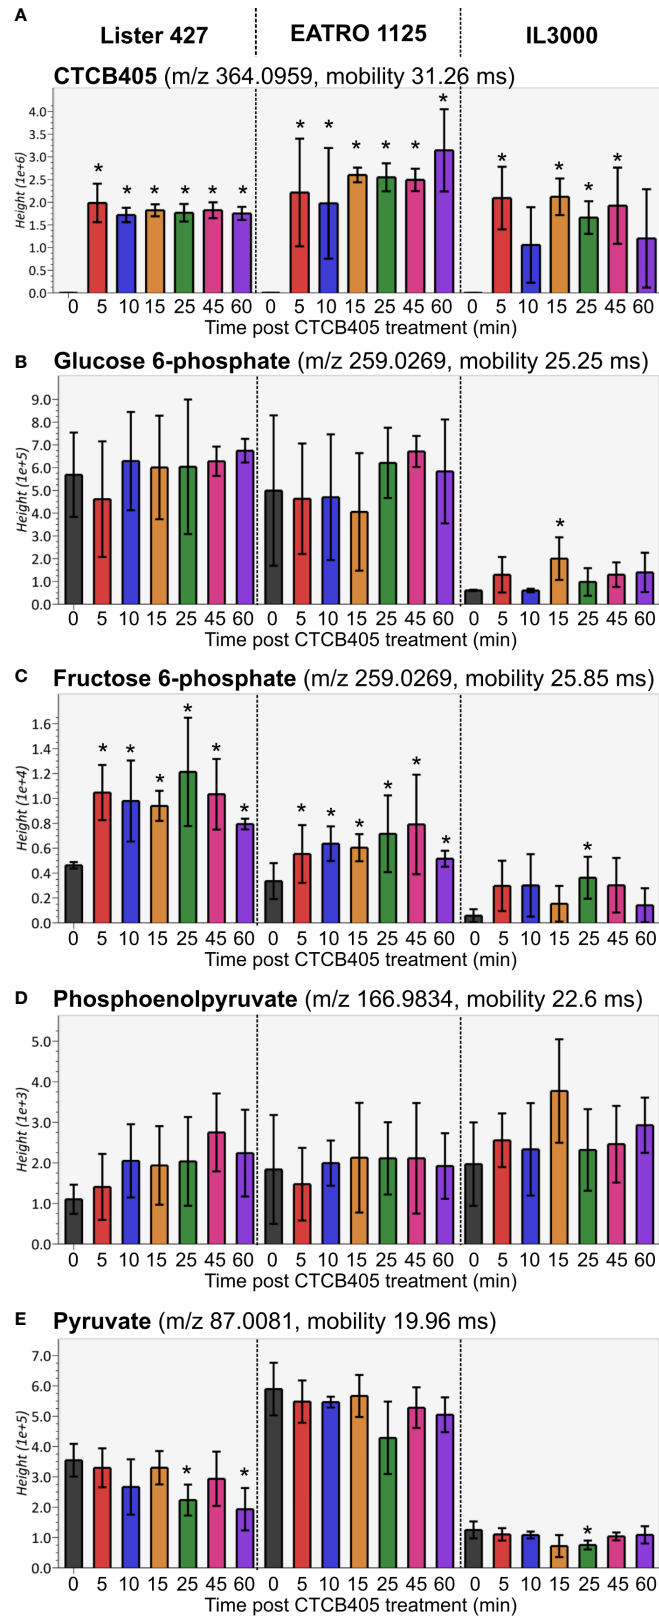 A
Lister 427 EATRO 1125 IL3000
CTCB405 (m/z 364.0959, mobility 31.26 ms)
Height (1e+6)
4.0
3.5
3.0
2.5
2.0
1.5
1.0
0.5
0.0
* * * * * * * * * * * * * * * *
0 5 10 15 25 45 60 0 5 10 15 25 45 60 0 5 10 15 25 45 60
Time post CTCB405 treatment (min)
B Glucose 6-phosphate (m/z 259.0269, mobility 25.25 ms)
Height (1e+5)
9.0
8.0
7.0
6.0
5.0
4.0
3.0
2.0
1.0
0.0
*
0 5 10 15 25 45 60 0 5 10 15 25 45 60 0 5 10 15 25 45 60
Time post CTCB405 treatment (min)
C Fructose 6-phosphate (m/z 259.0269, mobility 25.85 ms)
Height (1e+4)
1.6
1.4
1.2
1.0
0.8
0.6
0.4
0.2
0.0
* * * * * * * * * * * * *
0 5 10 15 25 45 60 0 5 10 15 25 45 60 0 5 10 15 25 45 60
Time post CTCB405 treatment (min)
D Phosphoenolpyruvate (m/z 166.9834, mobility 22.6 ms)
Height (1e+3)
5.0
4.0
3.0
2.0
1.0
0.0
0 5 10 15 25 45 60 0 5 10 15 25 45 60 0 5 10 15 25 45 60
Time post CTCB405 treatment (min)
E Pyruvate (m/z 87.0081, mobility 19.96 ms)
Height (1e+5)
7.0
6.0
5.0
4.0
3.0
2.0
1.0
0.0
* * *
0 5 10 15 25 45 60 0 5 10 15 25 45 60 0 5 10 15 25 45 60
Time post CTCB405 treatment (min)